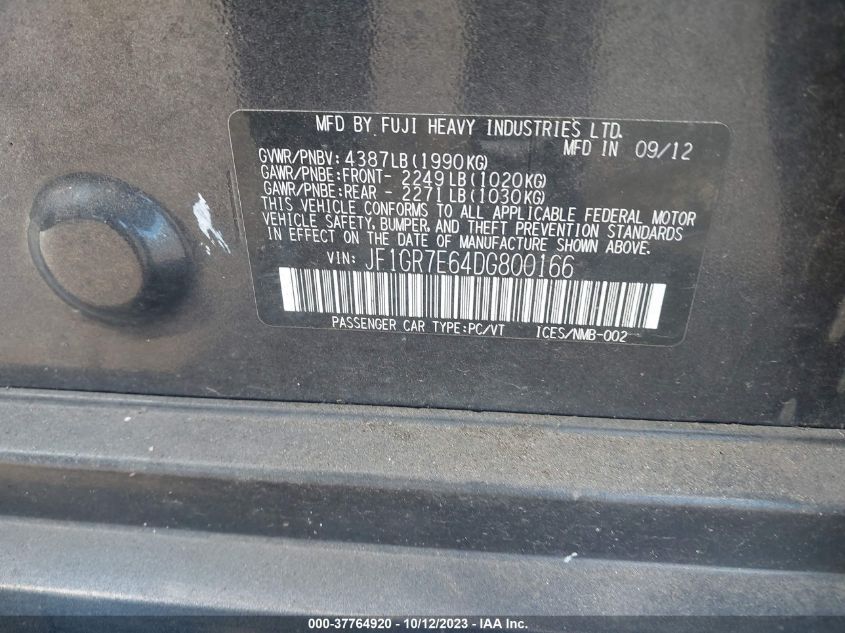 MFD BY FUJI HEAVY INDUSTRIES LTD.
MFD IN 09/12
GVWR/PNBV: 4387LB(1990KG)
GAWR/PNBE:FRONT- 2249LB(1020KG)
GAWR/PNBE:REAR - 2271LB(1030KG)
THIS VEHICLE CONFORMS TO ALL APPLICABLE FEDERAL MOTOR
VEHICLE SAFETY, BUMPER, AND THEFT PREVENTION STANDARDS
IN EFFECT ON THE DATE OF MANUFACTURE SHOWN ABOVE.
VIN: JF1GR7E64DG800166
PASSENGER CAR TYPE:PC/VT ICES/NMB-002
000-37764920 - 10/12/2023 - IAA Inc.